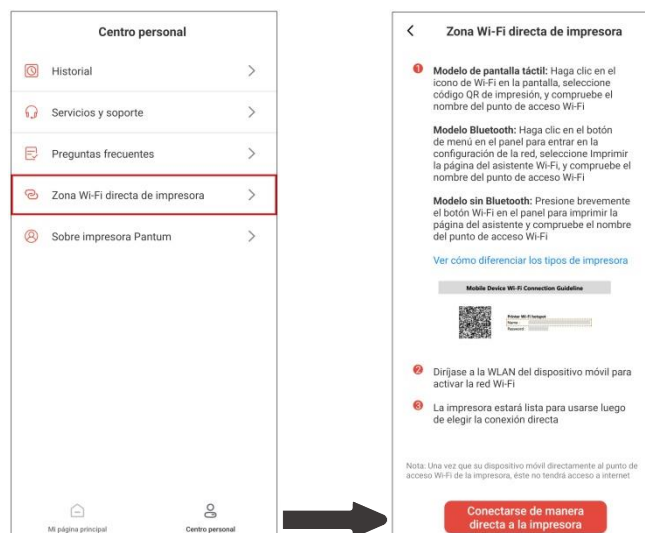 Centro personal
Historial
Servicios y soporte
Preguntas frecuentes
Zona Wi-Fi directa de impresora
Sobre impresora Pantum
Mi página principal
Centro personal
Zona Wi-Fi directa de impresora
1 Modelo de pantalla táctil: Haga clic en el
icono de Wi-Fi en la pantalla, seleccione
código QR de impresión, y compruebe el
nombre del punto de acceso Wi-Fi
Modelo Bluetooth: Haga clic en el botón
de menú en el panel para entrar en la
configuración de la red, seleccione Imprimir
la página del asistente Wi-Fi, y compruebe el
nombre del punto de acceso Wi-Fi
Modelo sin Bluetooth: Presione brevemente
el botón Wi-Fi en el panel para imprimir la
página del asistente y compruebe el nombre
del punto de acceso Wi-Fi
Ver cómo diferenciar los tipos de impresora
Mobile Device Wi-Fi Connection Guideline
Printer Wi-Fi hotspot
Name
Password
2 Diríjase a la WLAN del dispositivo móvil para
activar la red Wi-Fi
3 La impresora estará lista para usarse luego
de elegir la conexión directa
Nota: Una vez que su dispositivo móvil directamente al punto de
acceso Wi-Fi de la impresora, éste no tendrá acceso a internet
Conectarse de manera
directa a la impresora